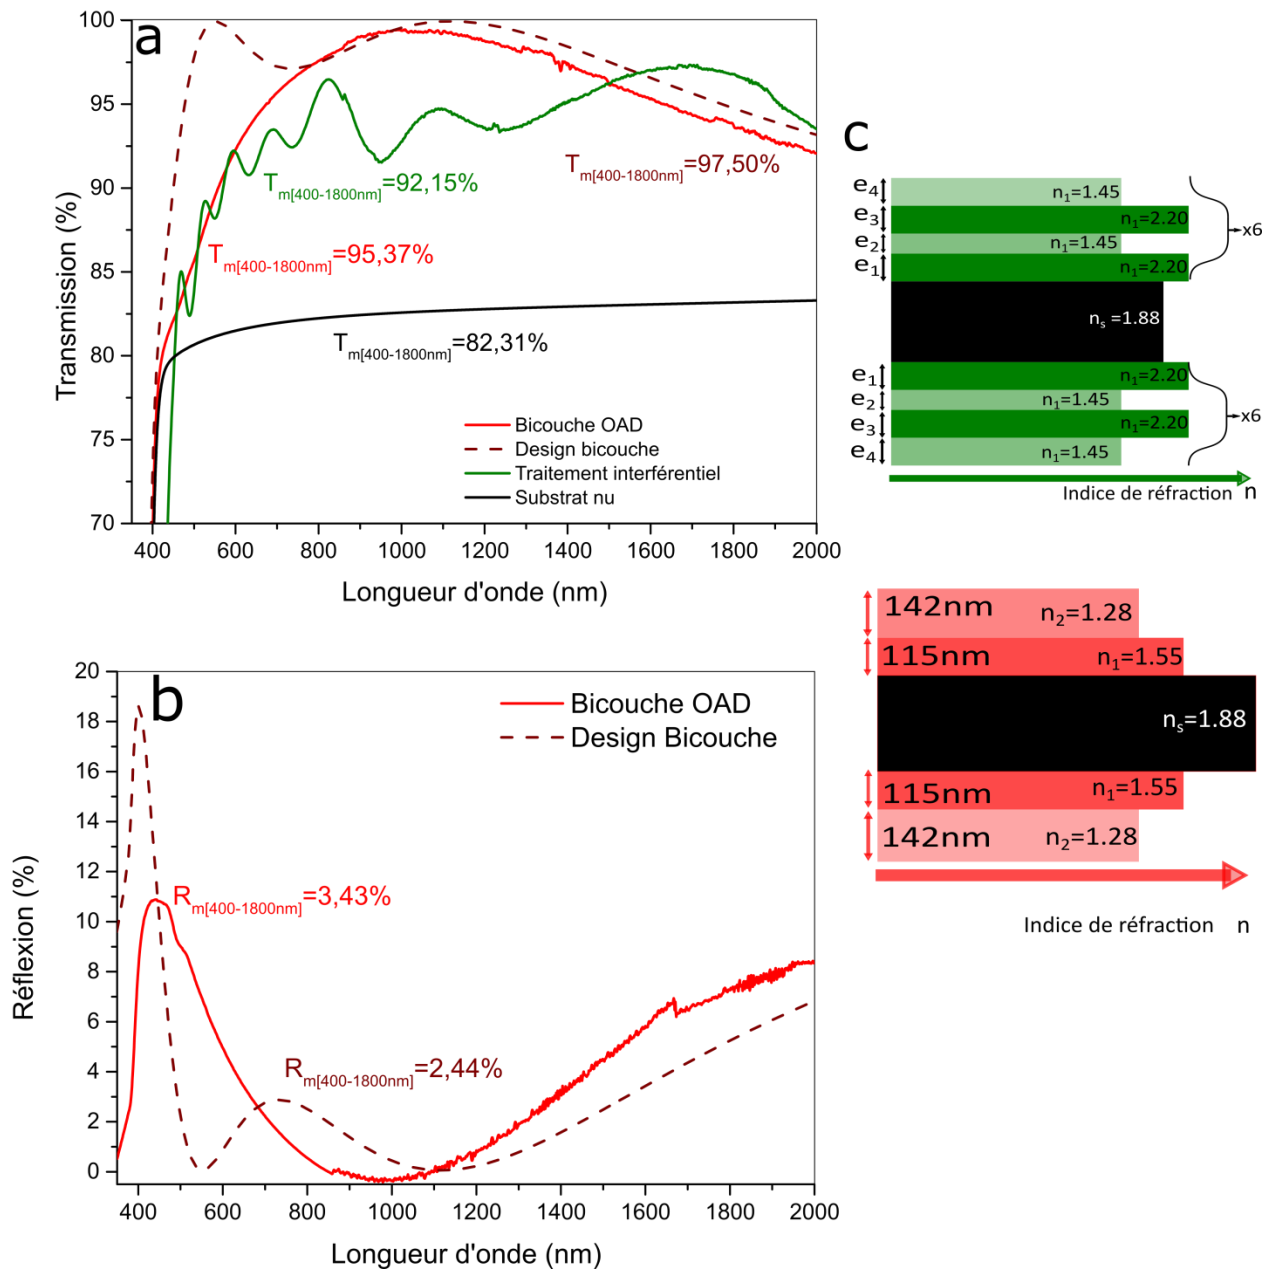 a
100
95
90
85
80
75
70
Transmission (%)
T m[400-1800nm]=97,50%
T m[400-1800nm]=92,15%
T m[400-1800nm]=95,37%
T m[400-1800nm]=82,31%
Bicouche OAD
Design bicouche
Traitement interférentiel
Substrat nu
400 600 800 1000 1200 1400 1600 1800 2000
Longueur d'onde (nm)
c
e4 n1=1.45
e3 n1=2.20
x6
e2 n1=1.45
e1 n1=2.20
ns =1.88
e1 n1=2.20
e2 n1=1.45
x6
e3 n1=2.20
e4 n1=1.45
Indice de réfraction n
142nm n2=1.28
115nm n1=1.55
ns=1.88
115nm n1=1.55
142nm n2=1.28
Indice de réfraction n
b
20
18
16
14
12
10
8
6
4
2
0
Réflexion (%)
Bicouche OAD
Design Bicouche
R m[400-1800nm]=3,43%
R m[400-1800nm]=2,44%
400 600 800 1000 1200 1400 1600 1800 2000
Longueur d'onde (nm)